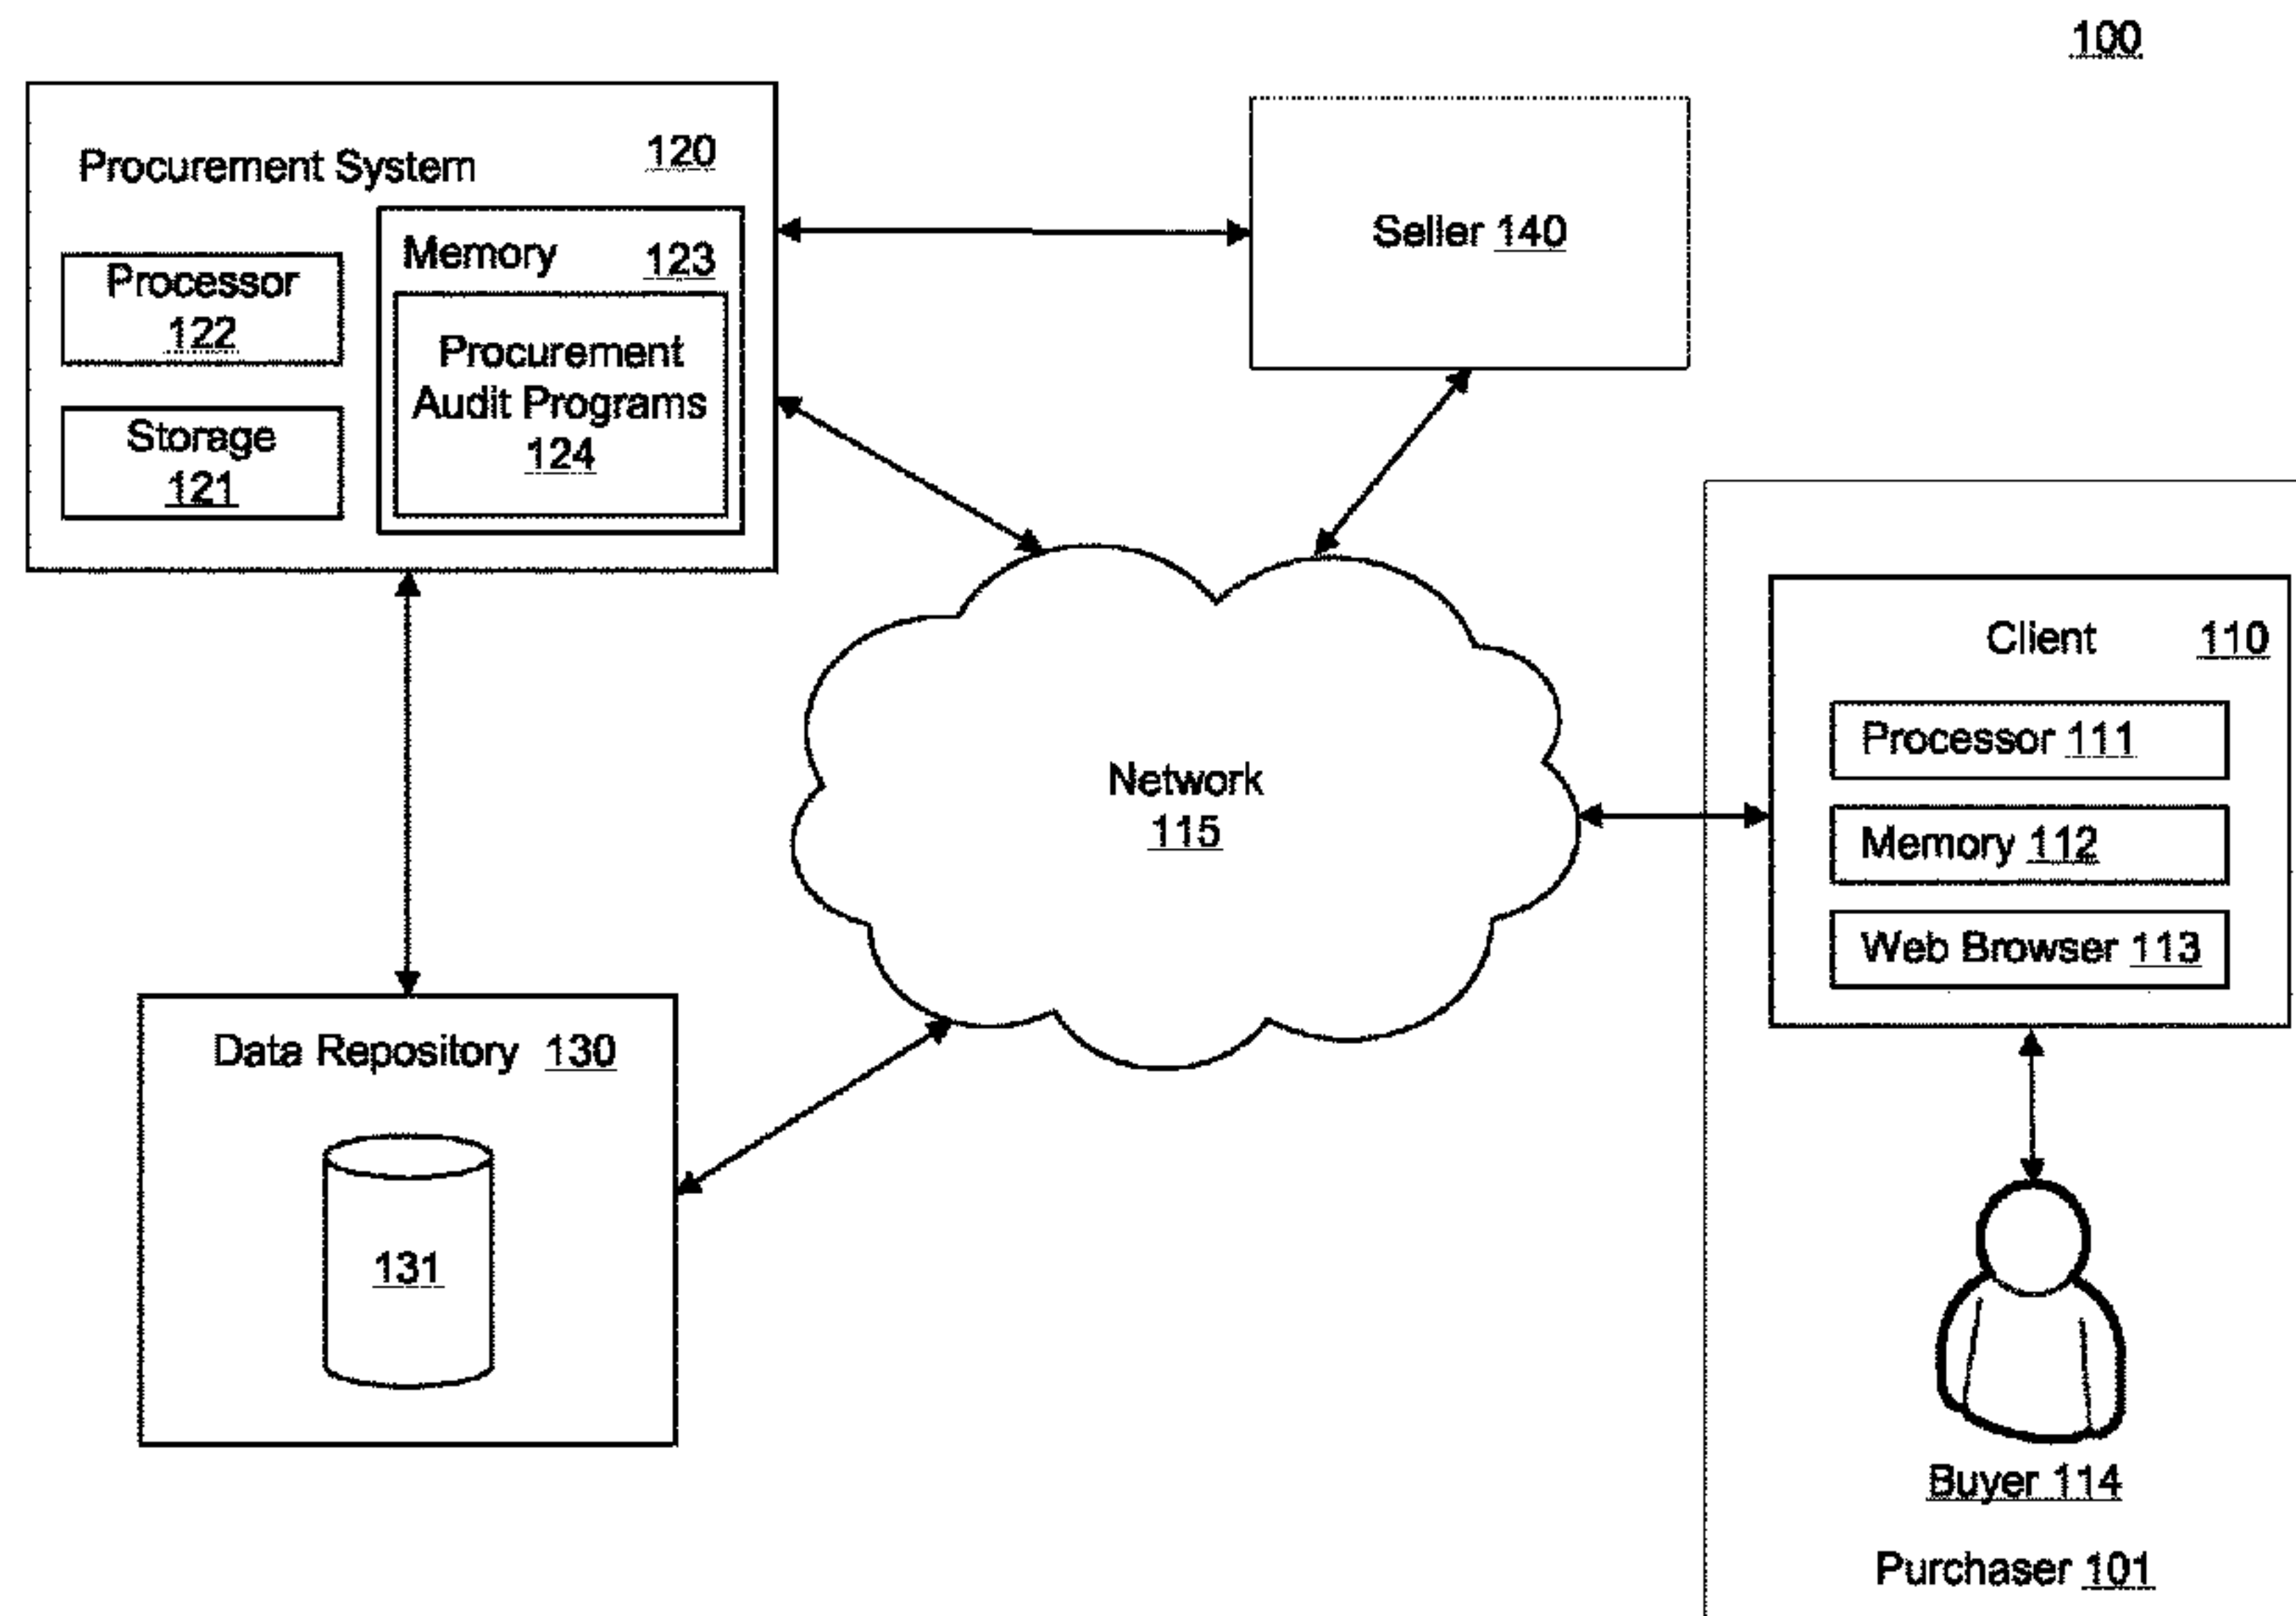 100
Procurement System 120
Processor
122
Storage
121
Memory 123
Procurement
Audit Programs
124
Seller 140
Network
115
Client 110
Processor 111
Memory 112
Web Browser 113
Data Repository 130
131
Buyer 114
Purchaser 101